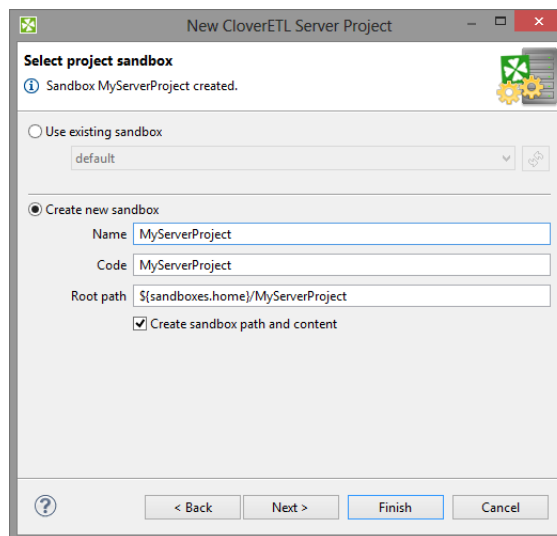 New CloverETL Server Project
Select project sandbox
Sandbox MyServerProject created.
Use existing sandbox
default
Create new sandbox
Name MyServerProject
Code MyServerProject
Root path ${sandboxes.home}/MyServerProject
Create sandbox path and content
< Back Next > Finish Cancel